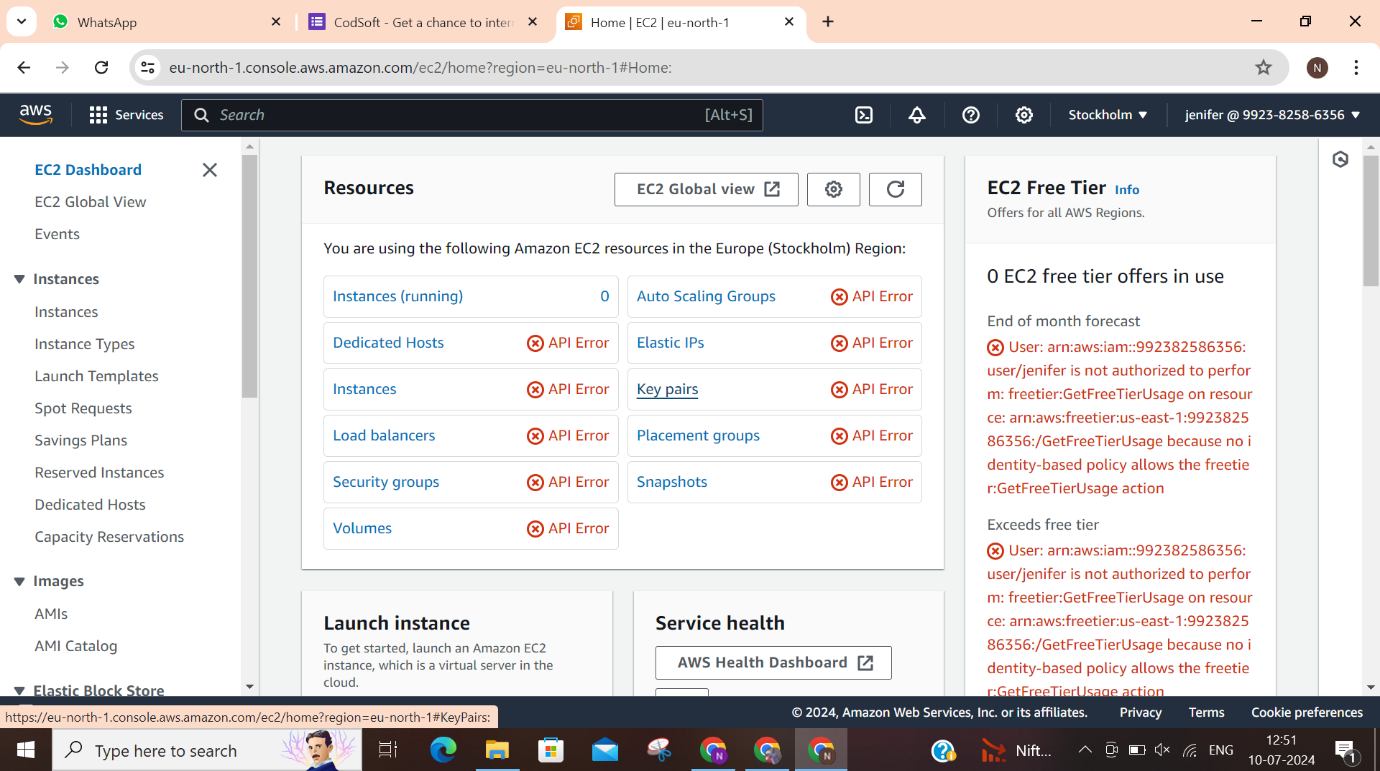 WhatsApp
CodSoft - Get a chance to inter
Home | EC2 | eu-north-1
eu-north-1.console.aws.amazon.com/ec2/home?region=eu-north-1#Home:
N
aws
Services
Search
[Alt+S]
Stockholm ▼
jenifer @ 9923-8258-6356 ▼
EC2 Dashboard
EC2 Global View
Events
Instances
Instances
Instance Types
Launch Templates
Spot Requests
Savings Plans
Reserved Instances
Dedicated Hosts
Capacity Reservations
Images
AMIs
AMI Catalog
Elastic Block Store
Resources
EC2 Global view
You are using the following Amazon EC2 resources in the Europe (Stockholm) Region:
Instances (running) 0
Auto Scaling Groups API Error
Dedicated Hosts API Error
Elastic IPs API Error
Instances API Error
Key pairs API Error
Load balancers API Error
Placement groups API Error
Security groups API Error
Snapshots API Error
Volumes API Error
Launch instance
To get started, launch an Amazon EC2
instance, which is a virtual server in the
cloud.
Service health
AWS Health Dashboard
EC2 Free Tier Info
Offers for all AWS Regions.
0 EC2 free tier offers in use
End of month forecast
User: arn:aws:iam::992382586356:
user/jenifer is not authorized to perfor
m: freetier:GetFreeTierUsage on resour
ce: arn:aws:freetier:us-east-1:9923825
86356:/GetFreeTierUsage because no i
dentity-based policy allows the freetie
r:GetFreeTierUsage action
Exceeds free tier
User: arn:aws:iam::992382586356:
user/jenifer is not authorized to perfor
m: freetier:GetFreeTierUsage on resour
ce: arn:aws:freetier:us-east-1:9923825
86356:/GetFreeTierUsage because no i
dentity-based policy allows the freetie
r:GetFreeTierUsage action
https://eu-north-1.console.aws.amazon.com/ec2/home?region=eu-north-1#KeyPairs:
© 2024, Amazon Web Services, Inc. or its affiliates.
Privacy
Terms
Cookie preferences
Type here to search
N
N
Nift...
ENG
12:51
10-07-2024
1